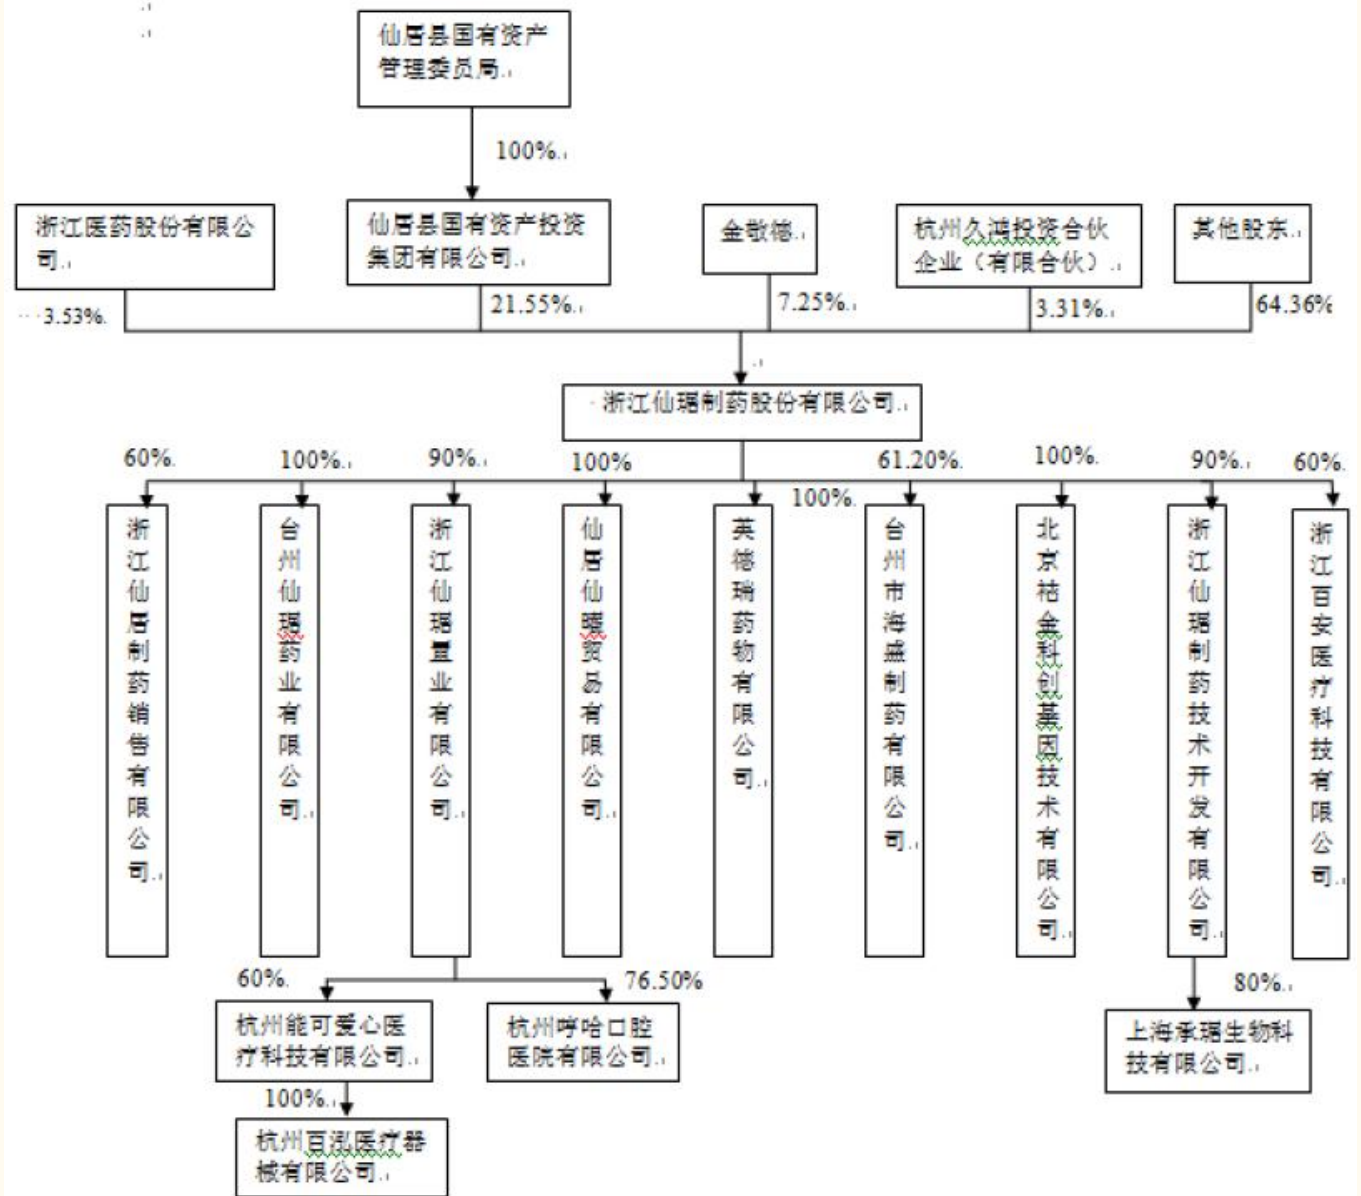 仙居县国有资产
管理委员局
100%
浙江医药股份有限公
司
仙居县国有资产投资
集团有限公司
金敬德
杭州久鸿投资合伙
企业（有限合伙）
其他股东
3.53%
21.55%
7.25%
3.31%
64.36%
浙江仙琚制药股份有限公司
60%
100%
90%
100%
100%
61.20%
100%
90%
60%
浙江仙居制药销售有限公司
台州仙琚药业有限公司
浙江仙琚置业有限公司
仙居仙曜贸易有限公司
英德瑞药物有限公司
台州市海盛制药有限公司
北京祜金科创基因技术有限公司
浙江仙琚制药技术开发有限公司
浙江百安医疗科技有限公司
60%
76.50%
80%
杭州能可爱心医
疗科技有限公司
杭州哼哈口腔
医院有限公司
上海承琚生物科
技有限公司
100%
杭州百泓医疗器
械有限公司